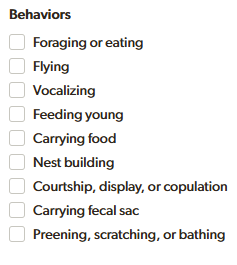 Behaviors
Foraging or eating
Flying
Vocalizing
Feeding young
Carrying food
Nest building
Courtship, display, or copulation
Carrying fecal sac
Preening, scratching, or bathing